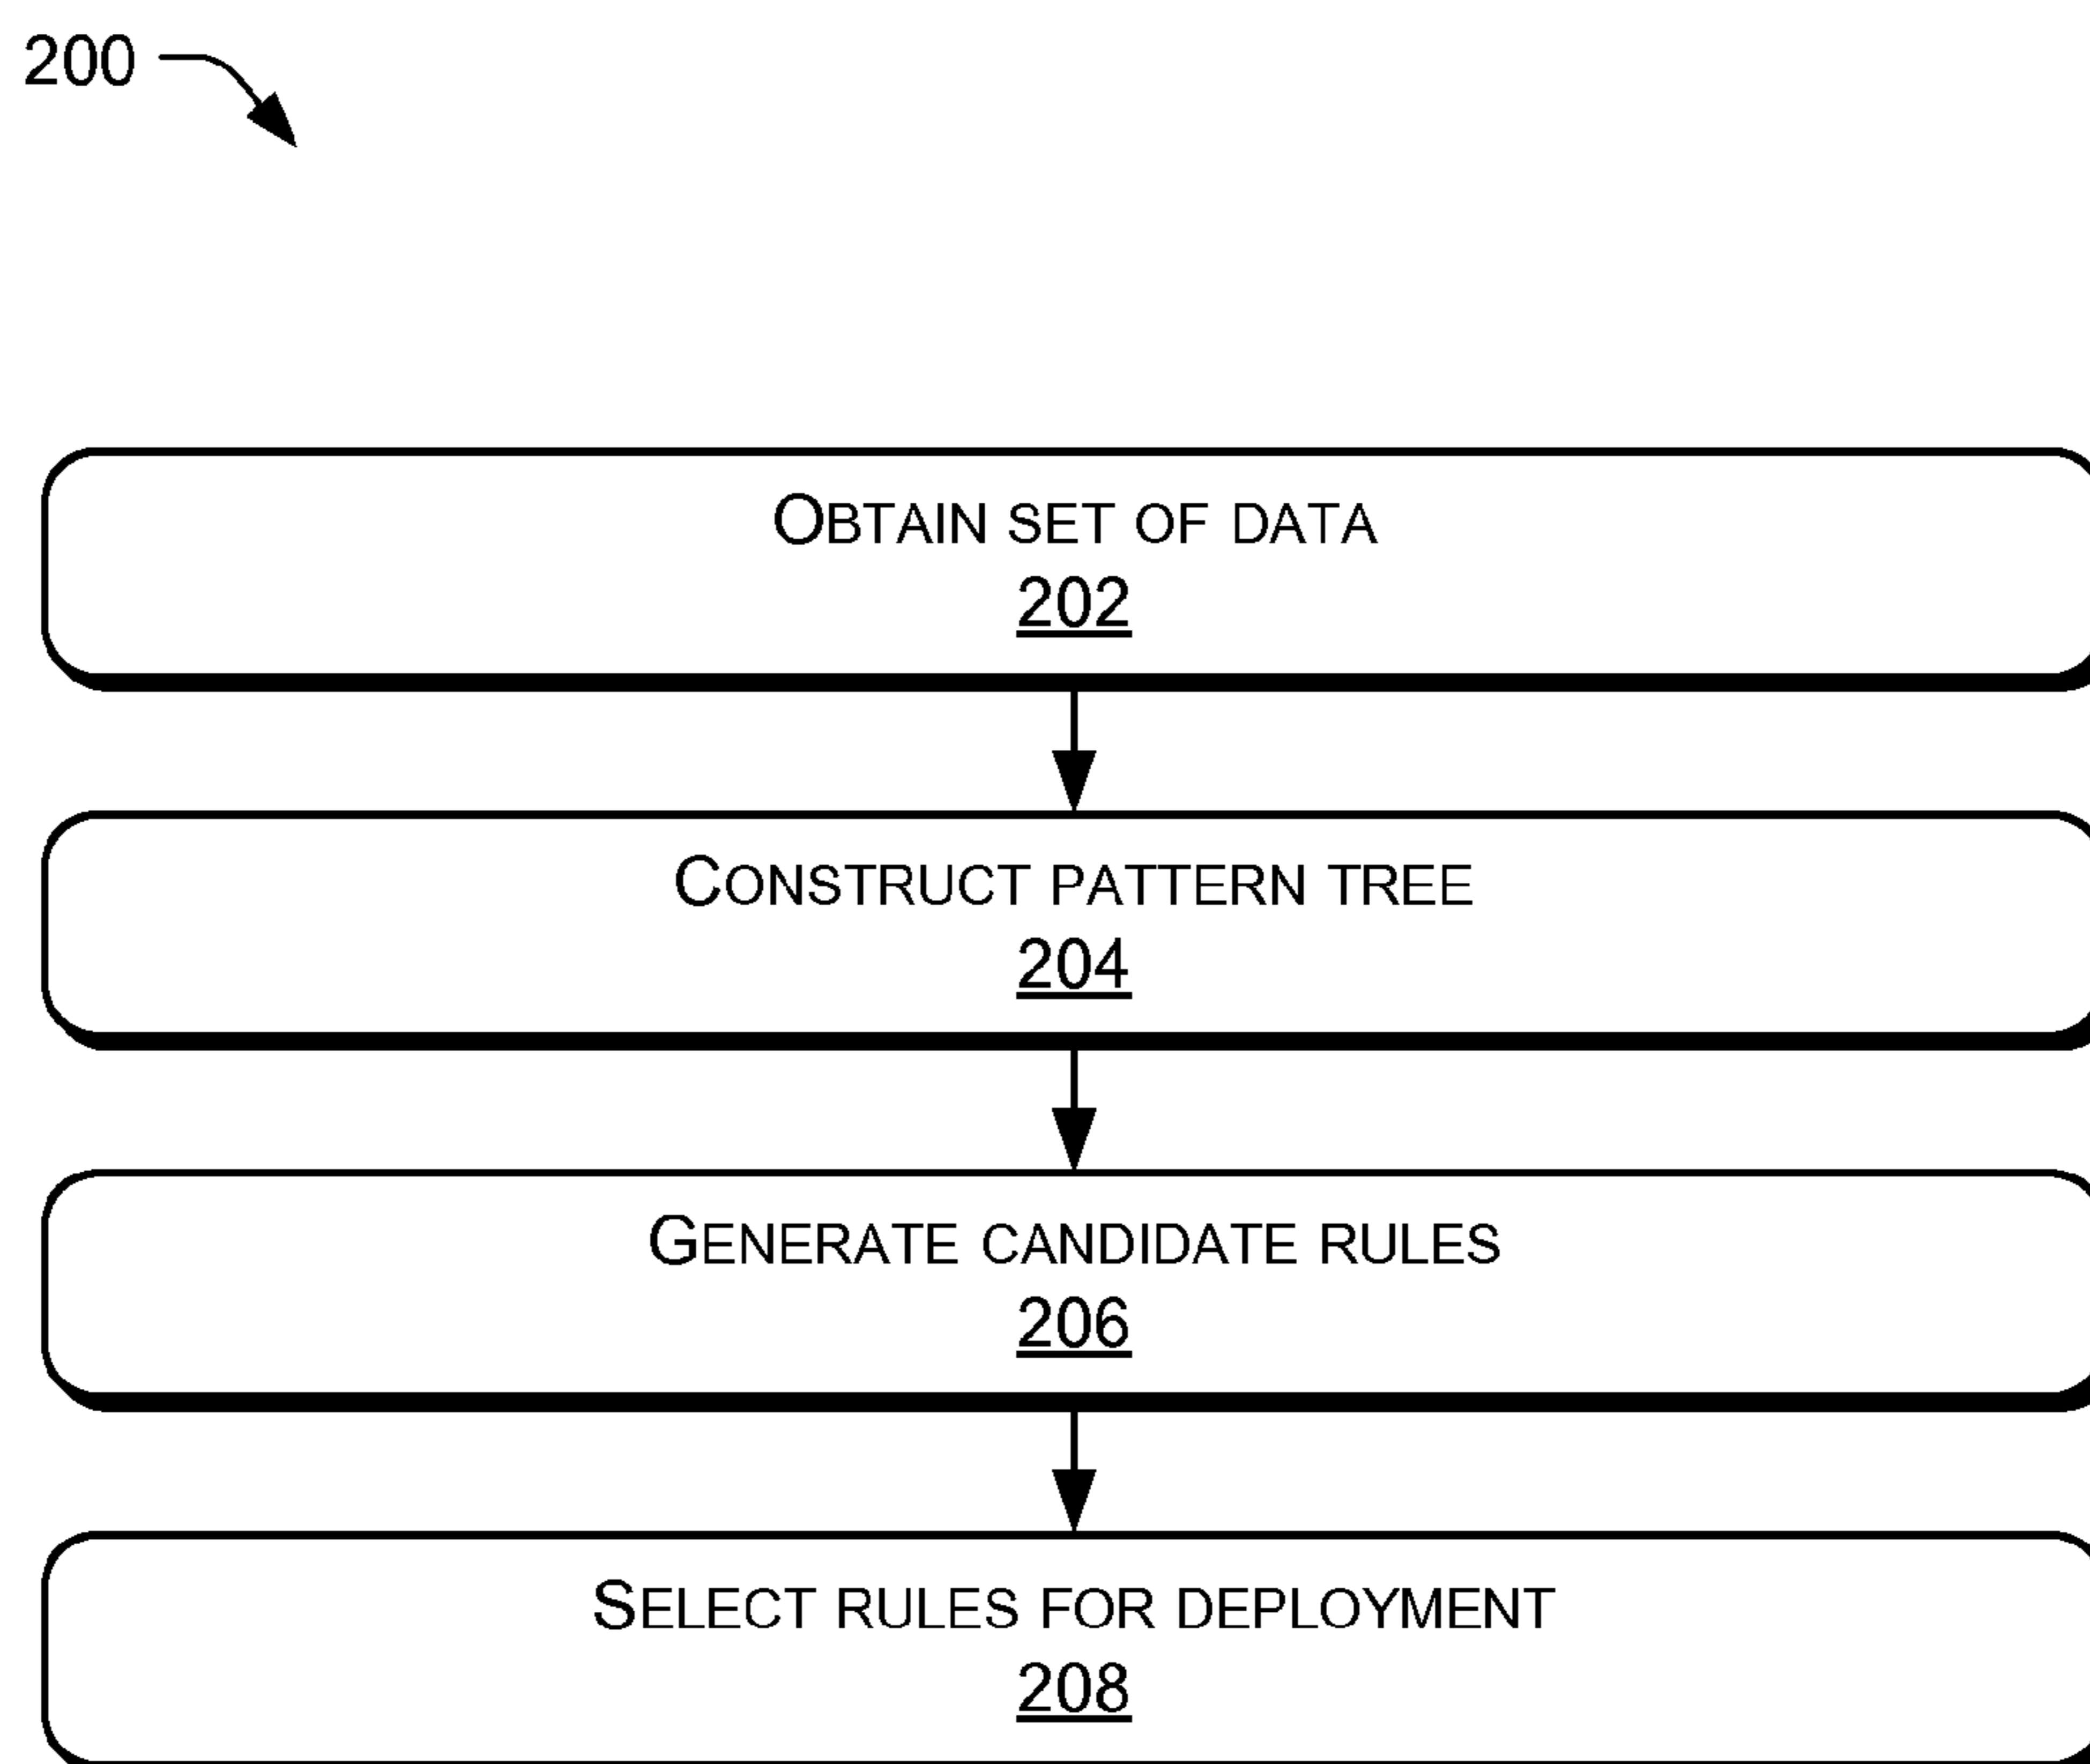 200
OBTAIN SET OF DATA
202
CONSTRUCT PATTERN TREE
204
GENERATE CANDIDATE RULES
206
SELECT RULES FOR DEPLOYMENT
208